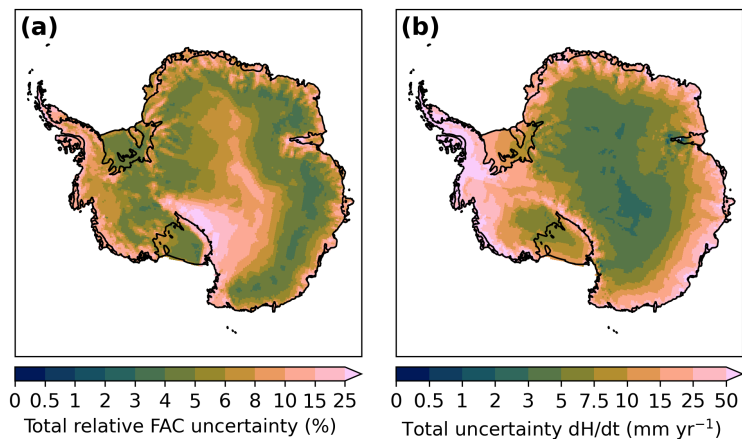 (a) (b)
0 0.5 1 2 3 4 5 6 8 10 15 25 0 0.5 1 2 3 5 7.5 10 15 25 50
Total relative FAC uncertainty (%) Total uncertainty dH/dt (mm yr⁻¹)